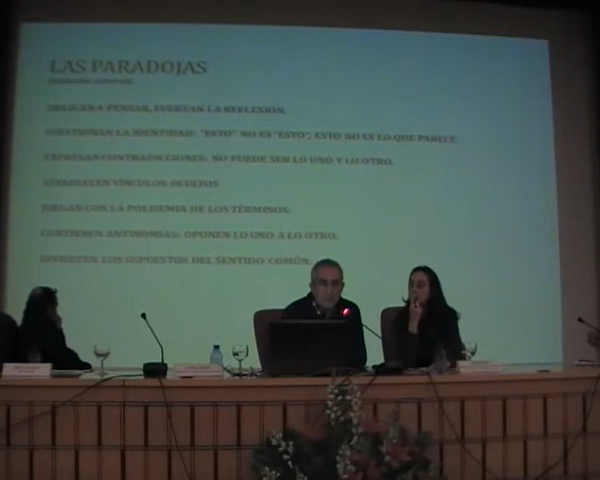 LAS PARADOJAS
OBLIGAN A PENSAR, FUERZAN LA REFLEXION.
CUESTIONAN LA IDENTIDAD: "ESTO" NO ES "ESTO", ESTO NO ES LO QUE PARECE.
EXPRESAN CONTRADICCIONES: NO PUEDE SER LO UNO Y LO OTRO.
ESTABLECEN VÍNCULOS OCULTOS
JUEGAN CON LA POLISEMIA DE LOS TÉRMINOS.
CONTIENEN ANTINOMIAS: OPONEN LO UNO A LO OTRO.
INVIERTEN LOS SUPUESTOS DEL SENTIDO COMÚN.